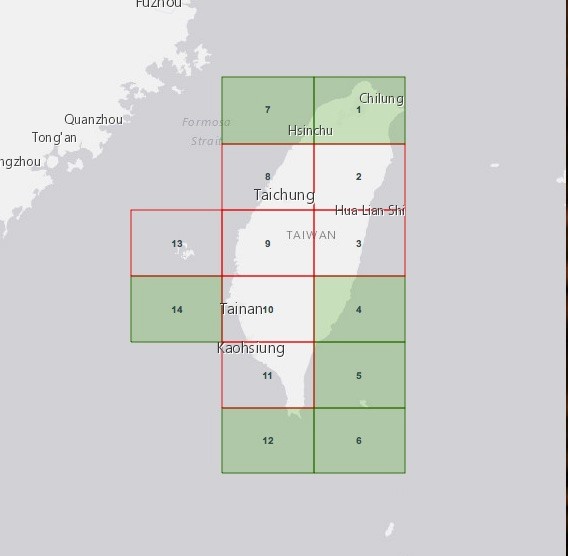 Fuzhou
7
1
Chilung
Quanzhou
Formosa
Strait
Hsinchu
Tong'an
ngzhou
8
2
Taichung
Hua Lian Shi
13
9
TAIWAN
3
14
Tainan
10
4
Kaohsiung
11
5
12
6